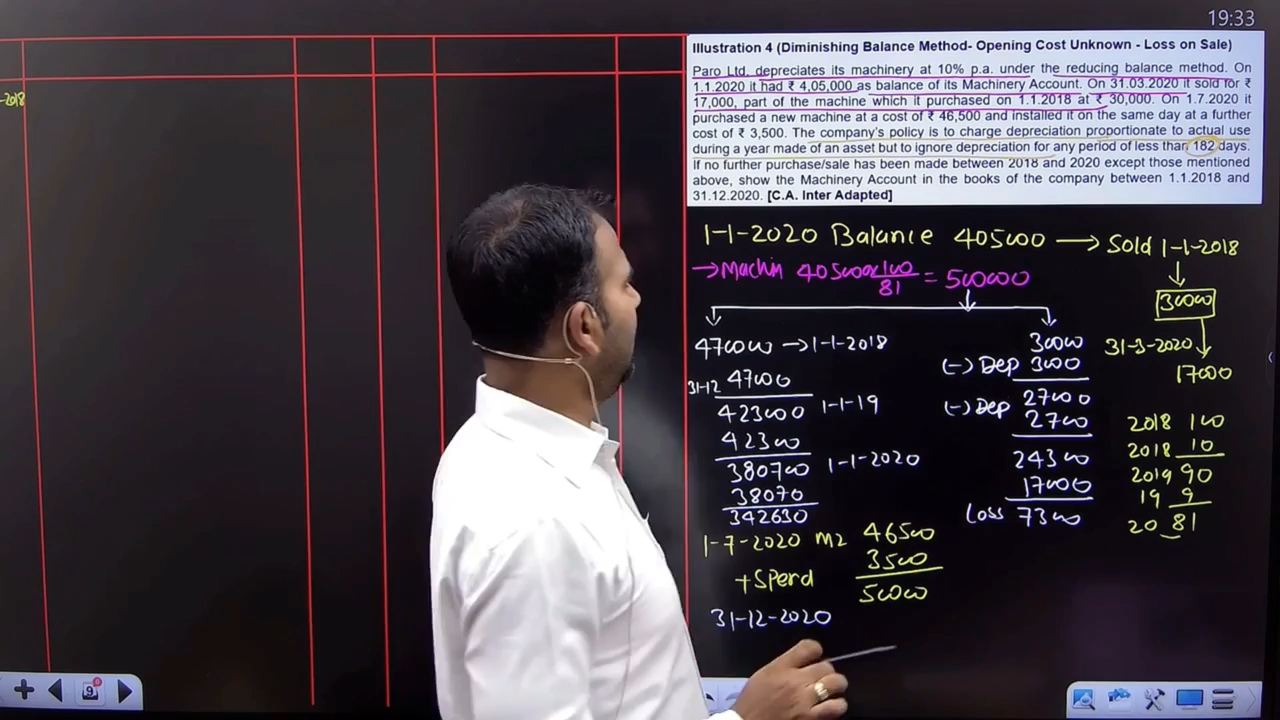 19:33
Illustration 4 (Diminishing Balance Method- Opening Cost Unknown - Loss on Sale)
Paro Ltd. depreciates its machinery at 10% p.a. under the reducing balance method. On
1.1.2020 it had ₹ 4,05,000 as balance of its Machinery Account. On 31.03.2020 it sold for ₹
17,000, part of the machine which it purchased on 1.1.2018 at ₹ 30,000. On 1.7.2020 it
purchased a new machine at a cost of ₹ 46,500 and installed it on the same day at a further
cost of ₹ 3,500. The company's policy is to charge depreciation proportionate to actual use
during a year made of an asset but to ignore depreciation for any period of less than 182 days.
If no further purchase/sale has been made between 2018 and 2020 except those mentioned
above, show the Machinery Account in the books of the company between 1.1.2018 and
31.12.2020. [C.A. Inter Adapted]
-2018
1-1-2020 Balance 405000 → Sold 1-1-2018
→ Machin 405000x100/81 = 500000
30000
470000 → 1-1-2018
31-12 47000
423000 1-1-19
42300
380700 1-1-2020
38070
342630
30000
(-) Dep 3000
27000
(-) Dep 2700
24300
17000
Loss 7300
31-3-2020
17000
2018 100
2018 10
2019 90
19 9
20 81
1-7-2020 m2 46500
+Spend 3500
50000
31-12-2020
9